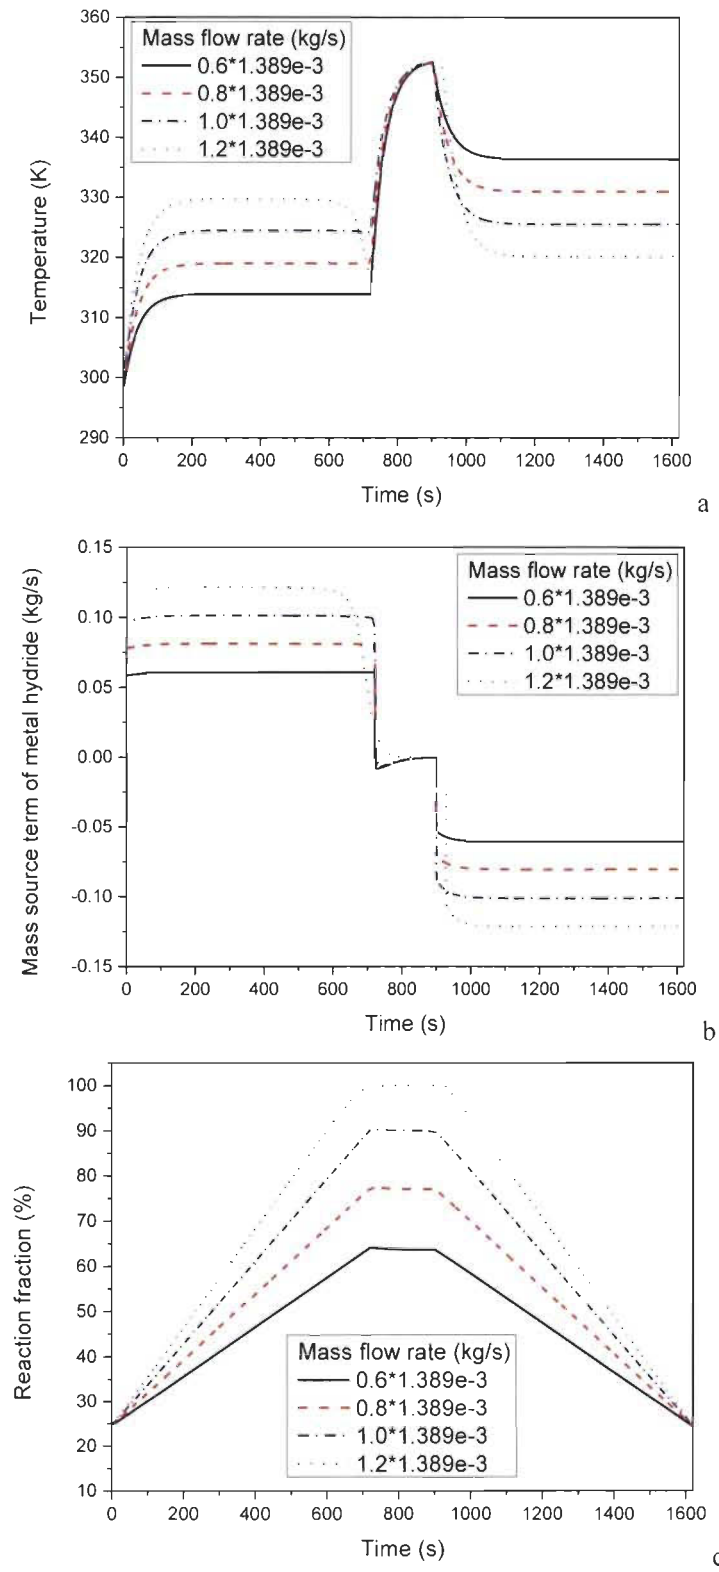 360
350
340
330
320
310
300
290
Temperature (K)
Mass flow rate (kg/s)
0.6*1.389e-3
0.8*1.389e-3
1.0*1.389e-3
1.2*1.389e-3
0 200 400 600 800 1000 1200 1400 1600
Time (s)
a
0.15
0.10
0.05
0.00
-0.05
-0.10
-0.15
Mass source term of metal hydride (kg/s)
Mass flow rate (kg/s)
0.6*1.389e-3
0.8*1.389e-3
1.0*1.389e-3
1.2*1.389e-3
0 200 400 600 800 1000 1200 1400 1600
Time (s)
b
100
90
80
70
60
50
40
30
20
10
Reaction fraction (%)
Mass flow rate (kg/s)
0.6*1.389e-3
0.8*1.389e-3
1.0*1.389e-3
1.2*1.389e-3
0 200 400 600 800 1000 1200 1400 1600
Time (s)
c